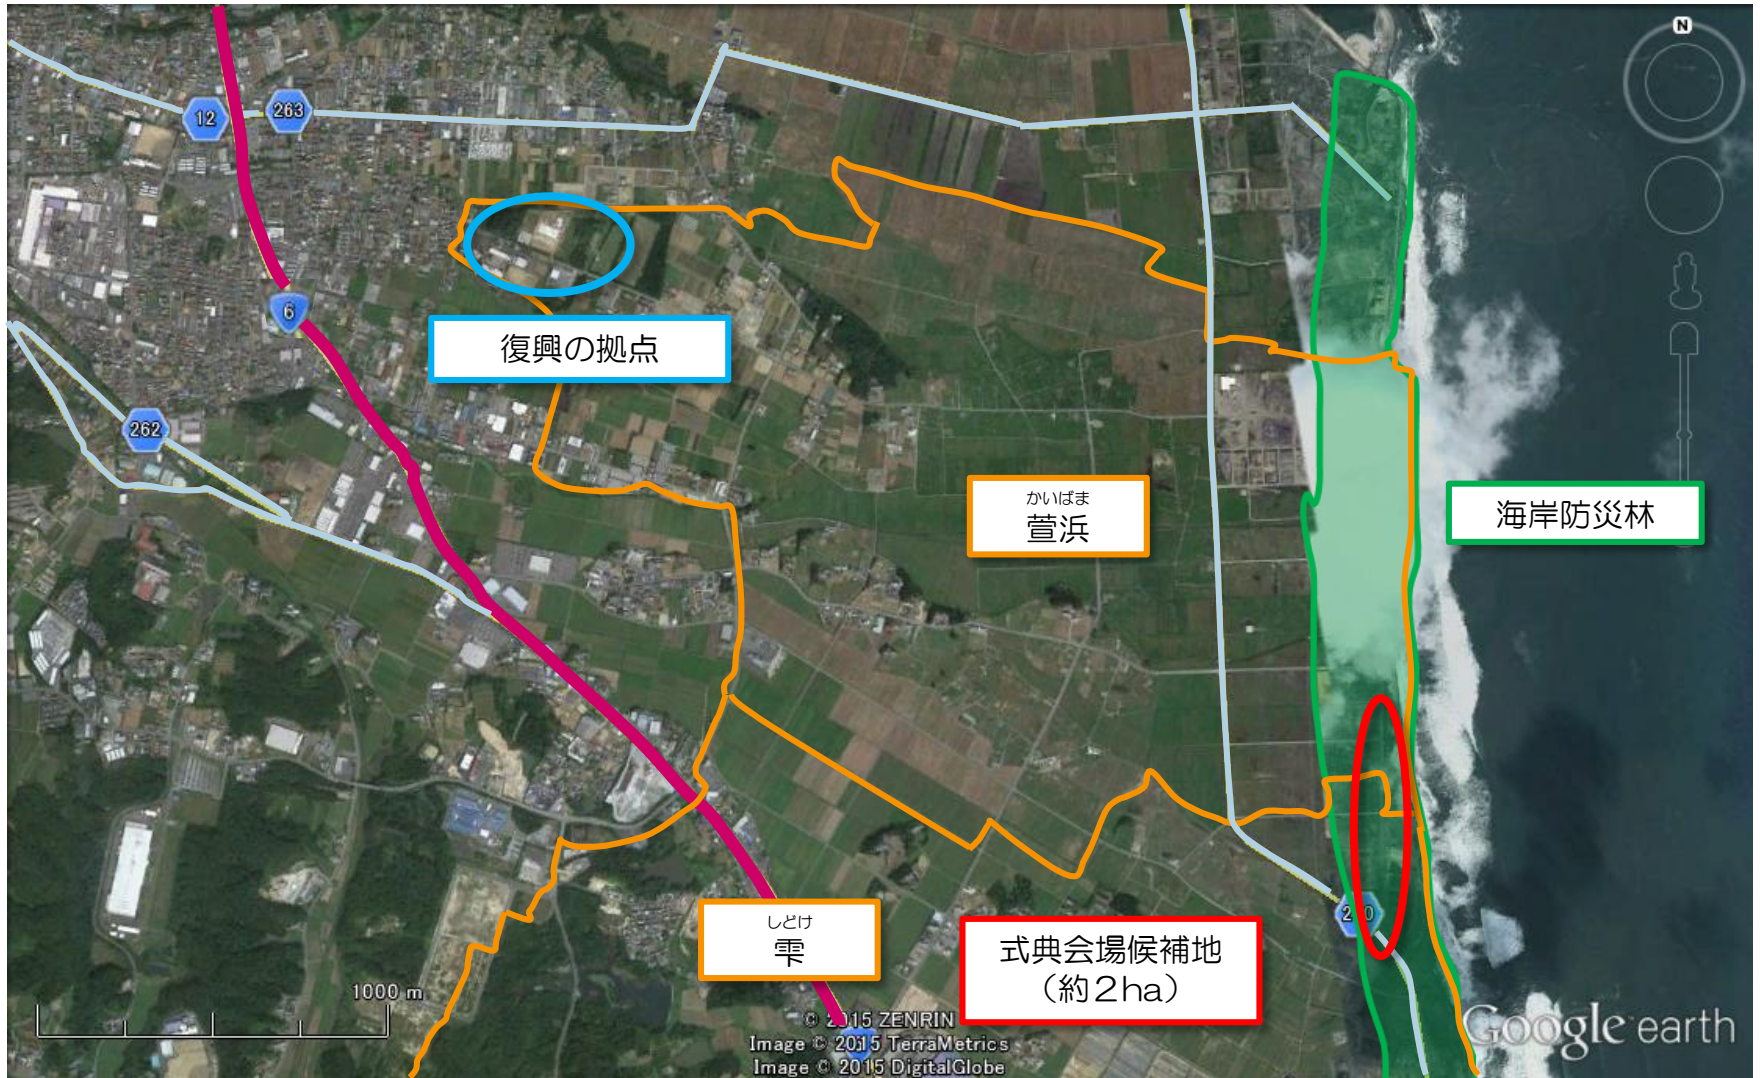 N
12
263
6
復興の拠点
262
かいばま
萱浜
海岸防災林
しどけ
雫
式典会場候補地
（約２ha）
1000 m
© 2015 ZENRIN
Image © 2015 TerraMetrics
Image © 2015 DigitalGlobe
Google earth